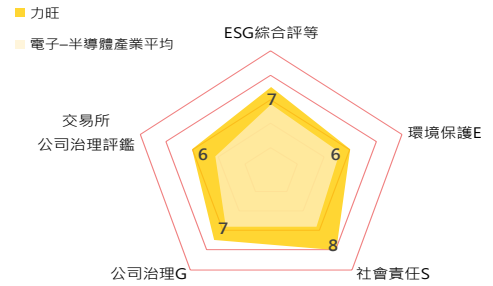 力旺
電子–半導體產業平均
ESG綜合評等
7
交易所
公司治理評鑑
6
6
環境保護E
7
8
公司治理G
社會責任S